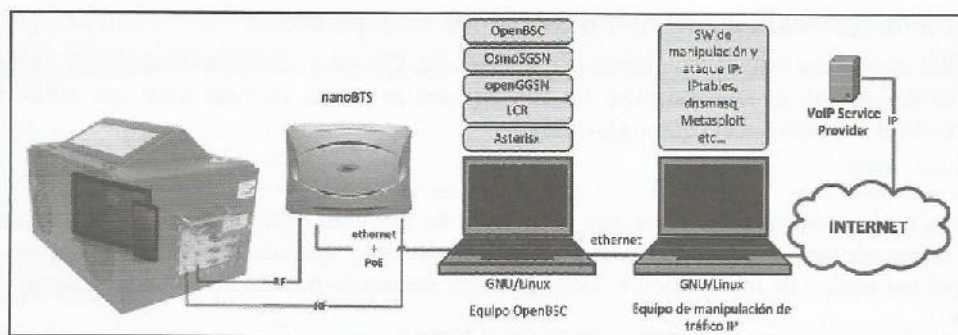 OpenBSC
OsmoSGSN
openGGSN
LCR
Asterisx
SW de
manipulación y
ataque IP:
IPtables,
dnsmasq,
Metasploit
etc...
nanoBTS
VoIP Service
Provider
IP
INTERNET
ethernet
+
PoE
ethernet
RF
RF
GNU/Linux
Equipo OpenBSC
GNU/Linux
Equipo de manipulación de
tráfico IP